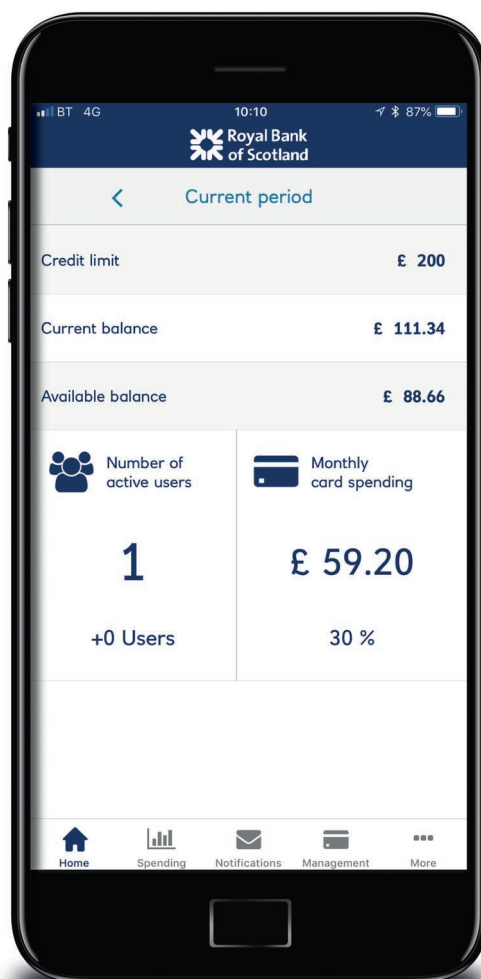 BT 4G 10:10 87%
Royal Bank
of Scotland
Current period
Credit limit £ 200
Current balance £ 111.34
Available balance £ 88.66
Number of
active users
Monthly
card spending
1
£ 59.20
+0 Users
30 %
Home Spending Notifications Management More